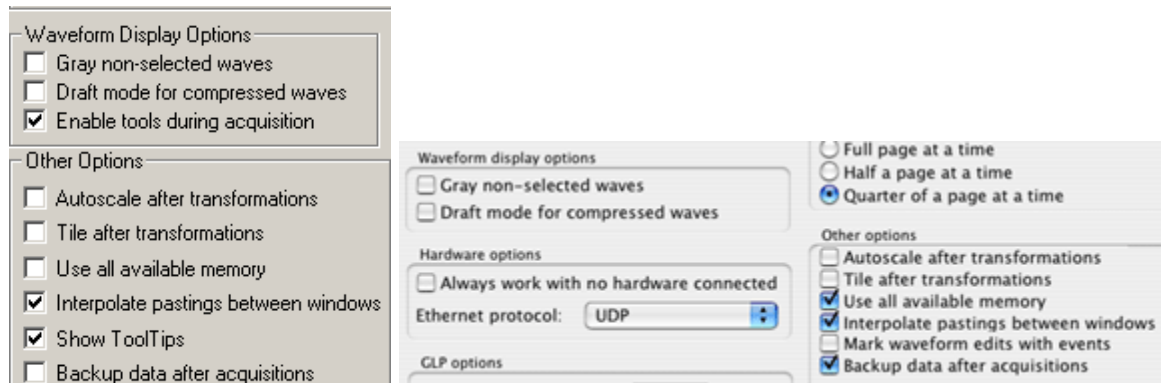 Waveform Display Options
Gray non-selected waves
Draft mode for compressed waves
Enable tools during acquisition
Other Options
Autoscale after transformations
Tile after transformations
Use all available memory
Interpolate pastings between windows
Show ToolTips
Backup data after acquisitions
Waveform display options
Gray non-selected waves
Draft mode for compressed waves
Hardware options
Always work with no hardware connected
Ethernet protocol: UDP
GLP options
Full page at a time
Half a page at a time
Quarter of a page at a time
Other options
Autoscale after transformations
Tile after transformations
Use all available memory
Interpolate pastings between windows
Mark waveform edits with events
Backup data after acquisitions